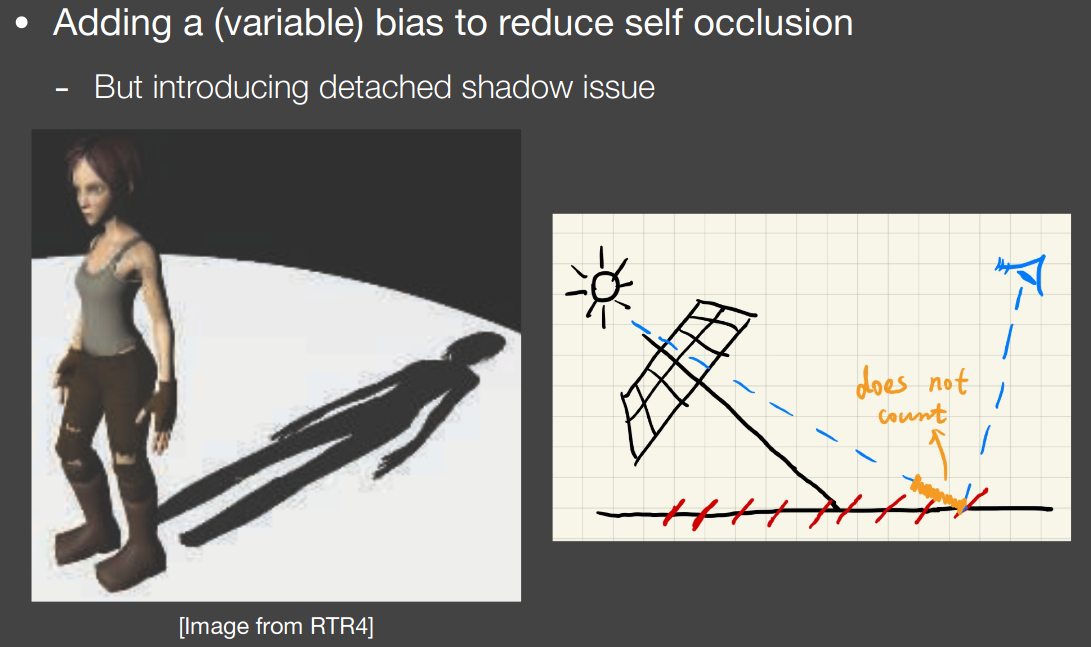 • Adding a (variable) bias to reduce self occlusion
- But introducing detached shadow issue
does not
count
[Image from RTR4]